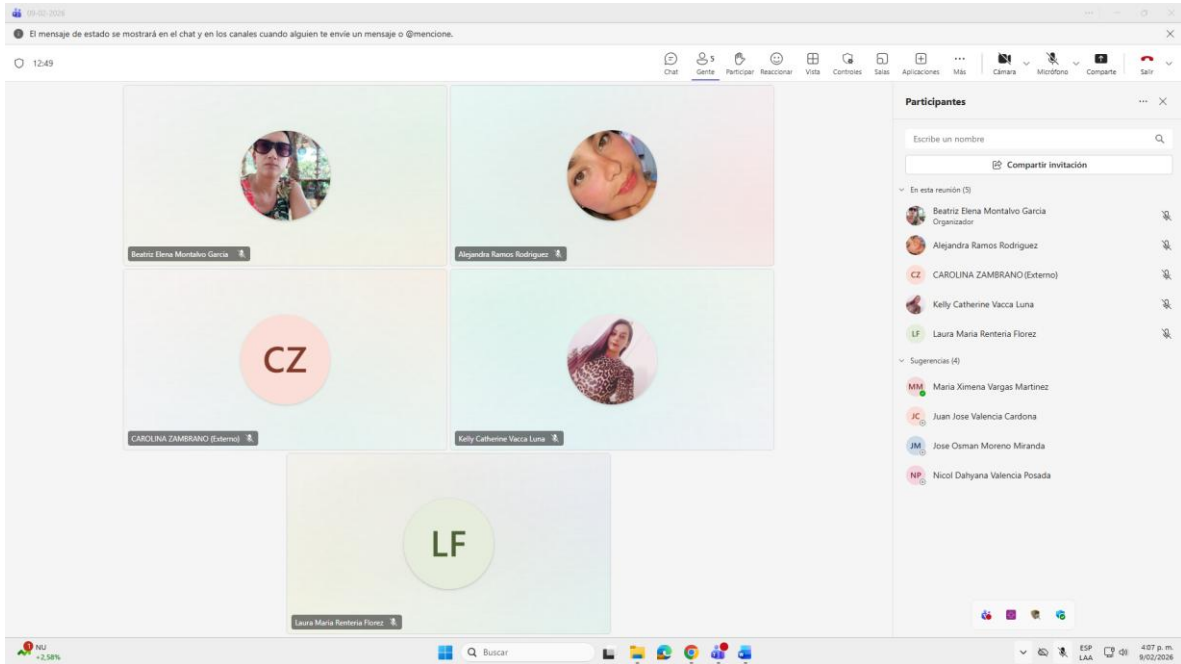 09-02-2026
El mensaje de estado se mostrará en el chat y en los canales cuando alguien te envíe un mensaje o @mencione.
12:49
Chat
Gente 5
Participar
Reaccionar
Vista
Controles
Salas
Aplicaciones
Más
Cámara
Micrófono
Comparte
Salir
Beatriz Elena Montalvo Garcia
Alejandra Ramos Rodriguez
CZ
CAROLINA ZAMBRANO (Externo)
Kelly Catherine Vacca Luna
LF
Laura Maria Renteria Florez
Participantes
Escribe un nombre
Compartir invitación
En esta reunión (5)
Beatriz Elena Montalvo Garcia
Organizador
Alejandra Ramos Rodriguez
CZ CAROLINA ZAMBRANO (Externo)
Kelly Catherine Vacca Luna
LF Laura Maria Renteria Florez
Sugerencias (4)
MM Maria Ximena Vargas Martinez
JC Juan Jose Valencia Cardona
JM Jose Osman Moreno Miranda
NP Nicol Dahyana Valencia Posada
1 NU
+2,58%
Buscar
ESP
LAA
4:07 p. m.
9/02/2026